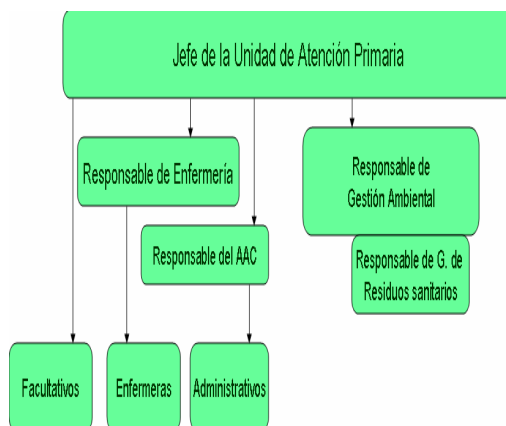 Jefe de la Unidad de Atención Primaria
Responsable de Enfermería
Responsable de
Gestión Ambiental
Responsable del AAC
Responsable de G. de
Residuos sanitarios
Facultativos
Enfermeras
Administrativos